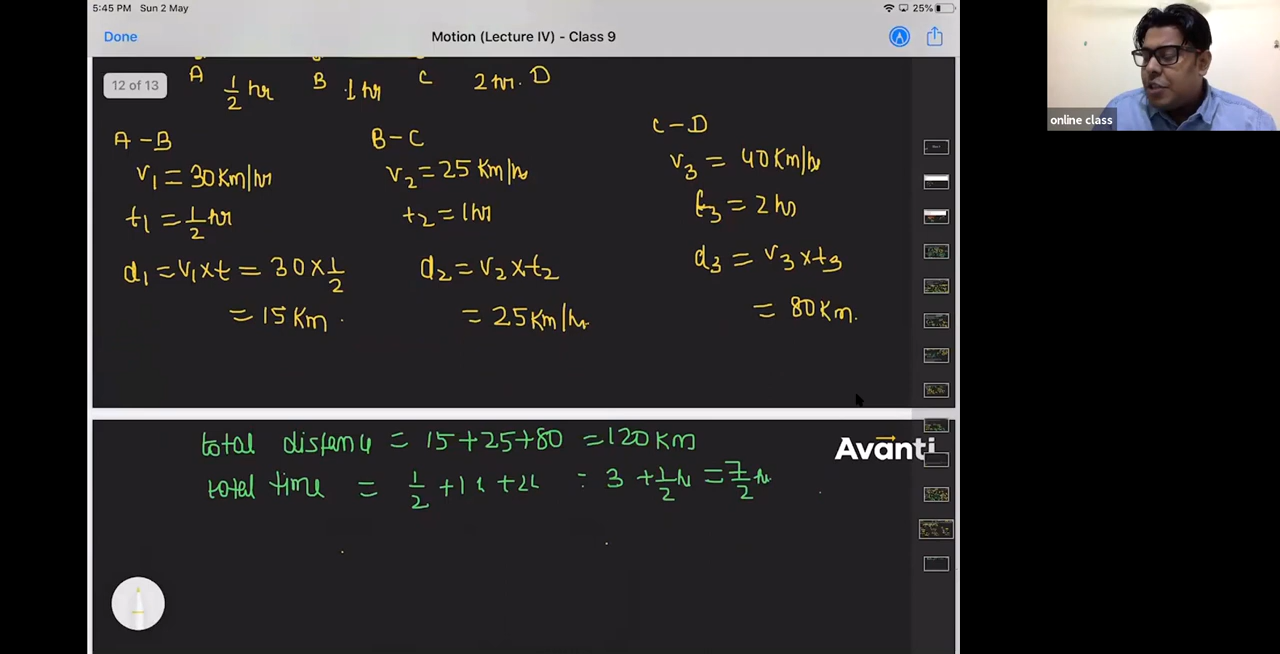 5:45 PM Sun 2 May
25%
Done
Motion (Lecture IV) - Class 9
12 of 13
online class
A 1/2 hr B 1hr C 2 hr. D
A - B
V1 = 30Km/hr
t1 = 1/2 hr
d1 = V1 x t = 30 x 1/2
= 15 Km.
B - C
V2 = 25 Km/hr
t2 = 1hr
d2 = V2 x t2
= 25 Km/hr
C - D
V3 = 40 Km/hr
t3 = 2 hr
d3 = V3 x t3
= 80 Km.
total distance = 15 + 25 + 80 = 120 Km
Avanti
total time = 1/2 + 1 + 2 = 3 + 1/2 hr = 7/2 hr